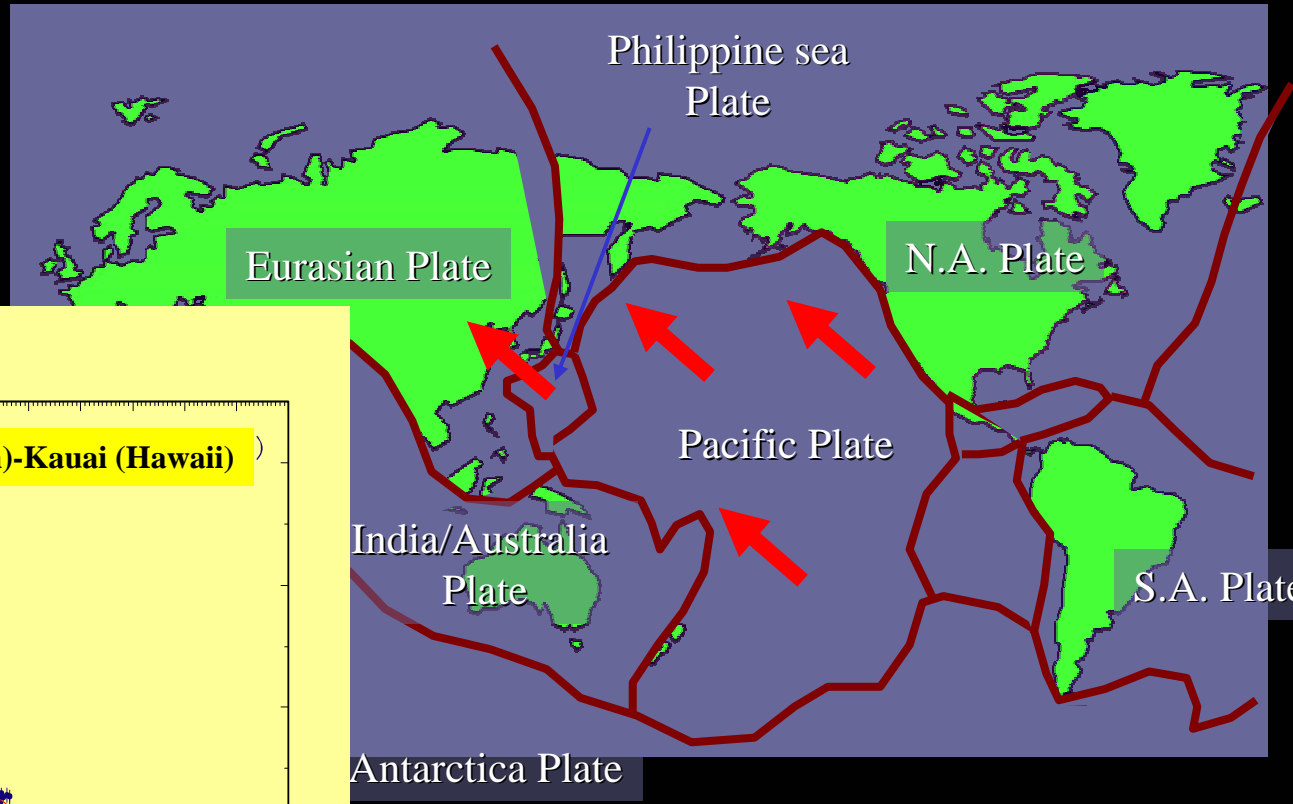 Philippine sea
Plate
Eurasian Plate
N.A. Plate
)-Kauai (Hawaii)
)
Pacific Plate
India/Australia
Plate
S.A. Plate
Antarctica Plate